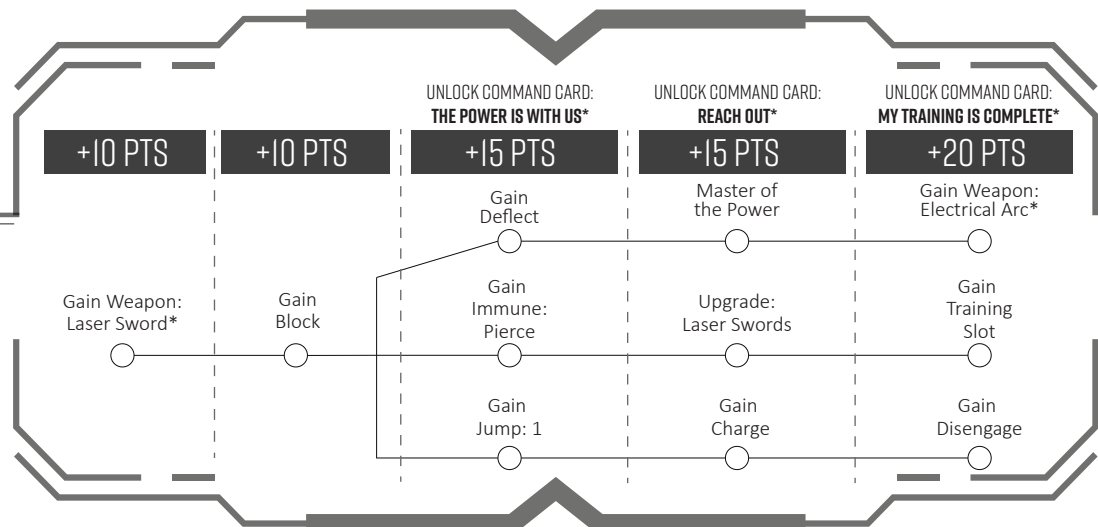 UNLOCK COMMAND CARD:
THE POWER IS WITH US*
UNLOCK COMMAND CARD:
REACH OUT*
UNLOCK COMMAND CARD:
MY TRAINING IS COMPLETE*
+10 PTS
+10 PTS
+15 PTS
+15 PTS
+20 PTS
Gain
Deflect
Master of
the Power
Gain Weapon:
Electrical Arc*
Gain Weapon:
Laser Sword*
Gain
Block
Gain
Immune:
Pierce
Upgrade:
Laser Swords
Gain
Training
Slot
Gain
Jump: 1
Gain
Charge
Gain
Disengage